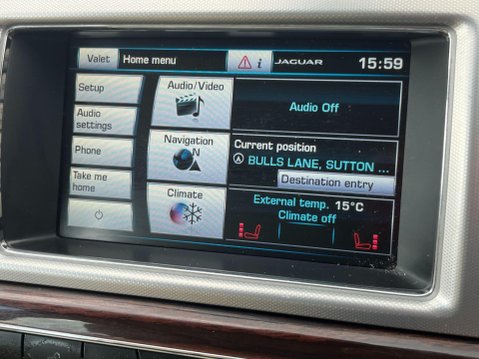 Valet
Home menu
i
JAGUAR
15:59
Setup
Audio
settings
Phone
Take me
home
Audio/Video
Navigation
N
Climate
Audio Off
Current position
BULLS LANE, SUTTON ...
Destination entry
External temp. 15°C
Climate off